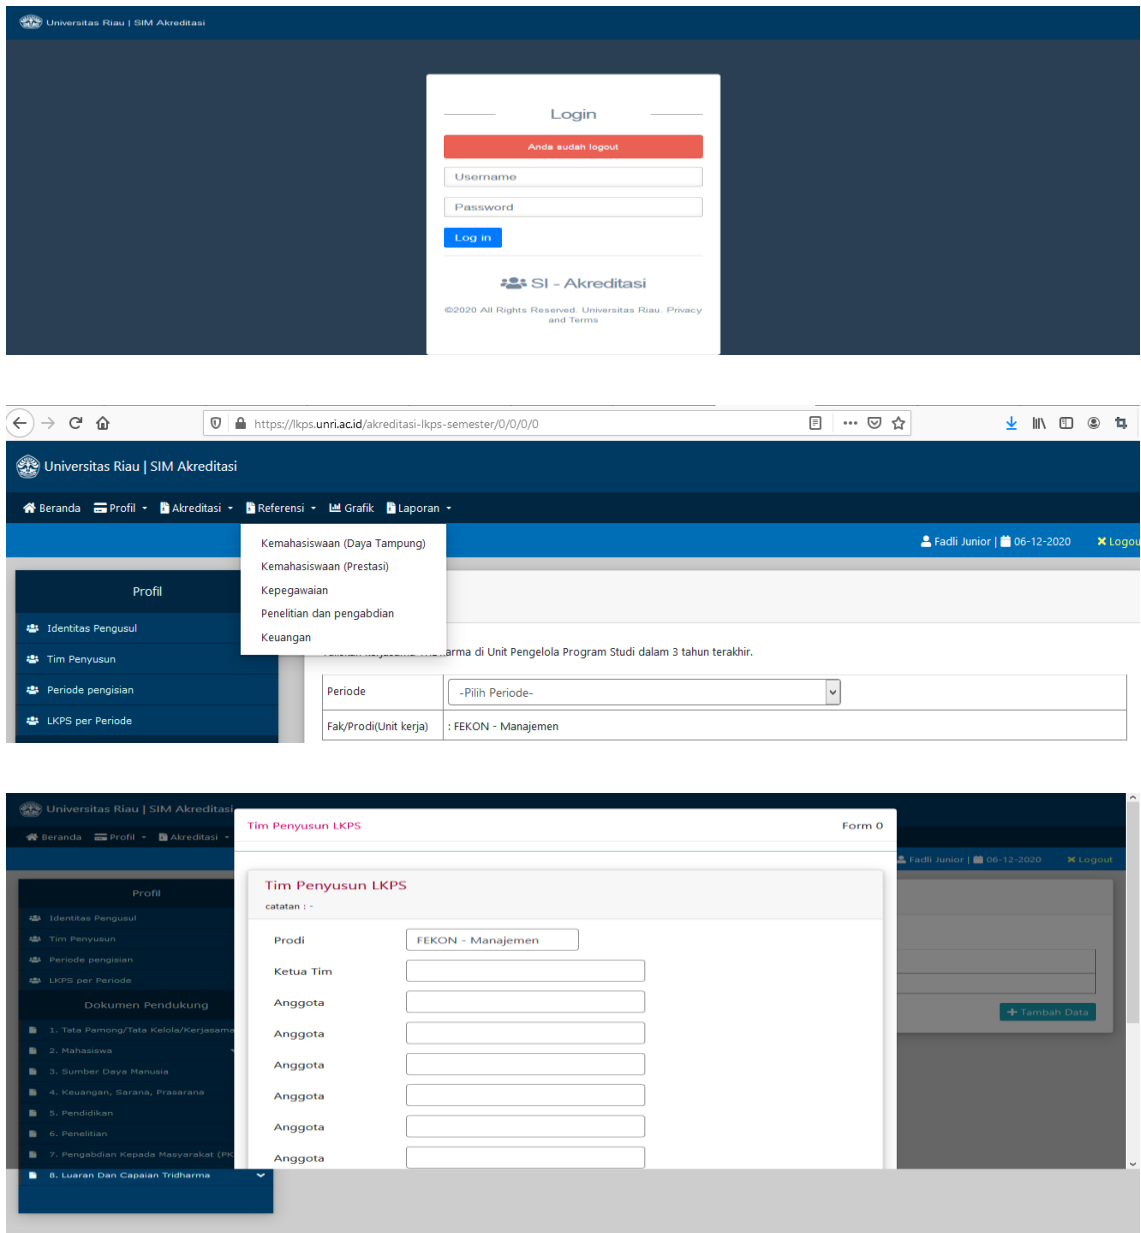 Universitas Riau | SIM Akreditasi
Login
Anda sudah logout
Username
Password
Log in
SI - Akreditasi
©2020 All Rights Reserved. Universitas Riau. Privacy
and Terms
https://lkps.unri.ac.id/akreditasi-lkps-semester/0/0/0/0
Universitas Riau | SIM Akreditasi
Beranda Profil Akreditasi Referensi Grafik Laporan
Kemahasiswaan (Daya Tampung)
Fadli Junior | 06-12-2020 Logou
Kemahasiswaan (Prestasi)
Profil
Kepegawaian
Penelitian dan pengabdian
Identitas Pengusul
Keuangan
arma di Unit Pengelola Program Studi dalam 3 tahun terakhir.
Tim Penyusun
Periode pengisian
Periode -Pilih Periode-
LKPS per Periode
Fak/Prodi(Unit kerja) : FEKON - Manajemen
Universitas Riau | SIM Akreditasi
Tim Penyusun LKPS Form 0
Beranda Profil Akreditasi
Fadli Junior | 06-12-2020 Logout
Tim Penyusun LKPS
catatan : -
Profil
Identitas Pengusul
Tim Penyusun
Periode pengisian
LKPS per Periode
Dokumen Pendukung
1. Tata Pamong/Tata Kelola/Kerjasama
2. Mahasiswa
3. Sumber Daya Manusia
4. Keuangan, Sarana, Prasarana
5. Pendidikan
6. Penelitian
7. Pengabdian Kepada Masyarakat (PK
8. Luaran Dan Capaian Tridharma
Prodi FEKON - Manajemen
Ketua Tim
Anggota
Anggota
Anggota
Anggota
Anggota
Anggota
+ Tambah Data